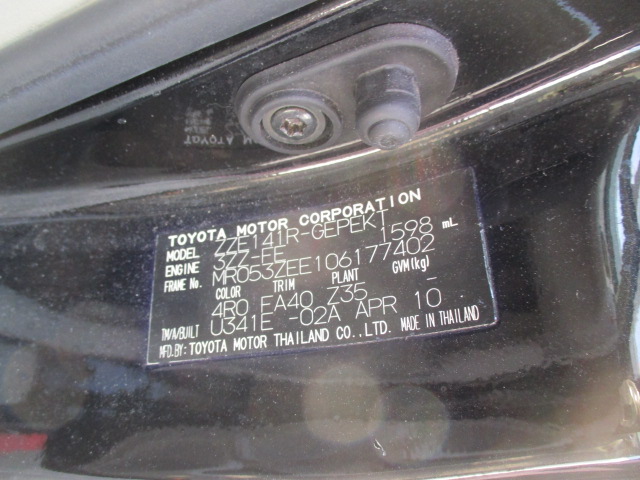 TOYOTA MOTOR CORPORATION
MODEL ZZE141R-GEPEKT
ENGINE 3ZZ-EE 1598 mL
FRAME No. MR053ZEE106177402
COLOR TRIM PLANT GVM(kg)
4R0 FA40 Z35
TM/A/BUILT U341E -02A APR 10
MFD.BY: TOYOTA MOTOR THAILAND CO.,LTD. MADE IN THAILAND